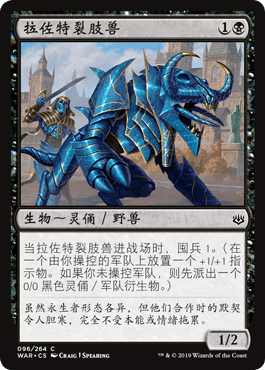 拉佐特裂肢兽 1
生物~灵俑/野兽
当拉佐特裂肢兽进战场时，囤兵 1。（在
一个由你操控的军队上放置一个 +1/+1 指
示物。如果你未操控军队，则先派出一个
0/0 黑色灵俑/军队衍生物。）
虽然永生者形态各异，但他们合作时的默契
令人胆寒，完全不受本能或情绪拖累。
1/2
096/264 C
WAR • CS CRAIG J SPEARING
™ & © 2019 Wizards of the Coast